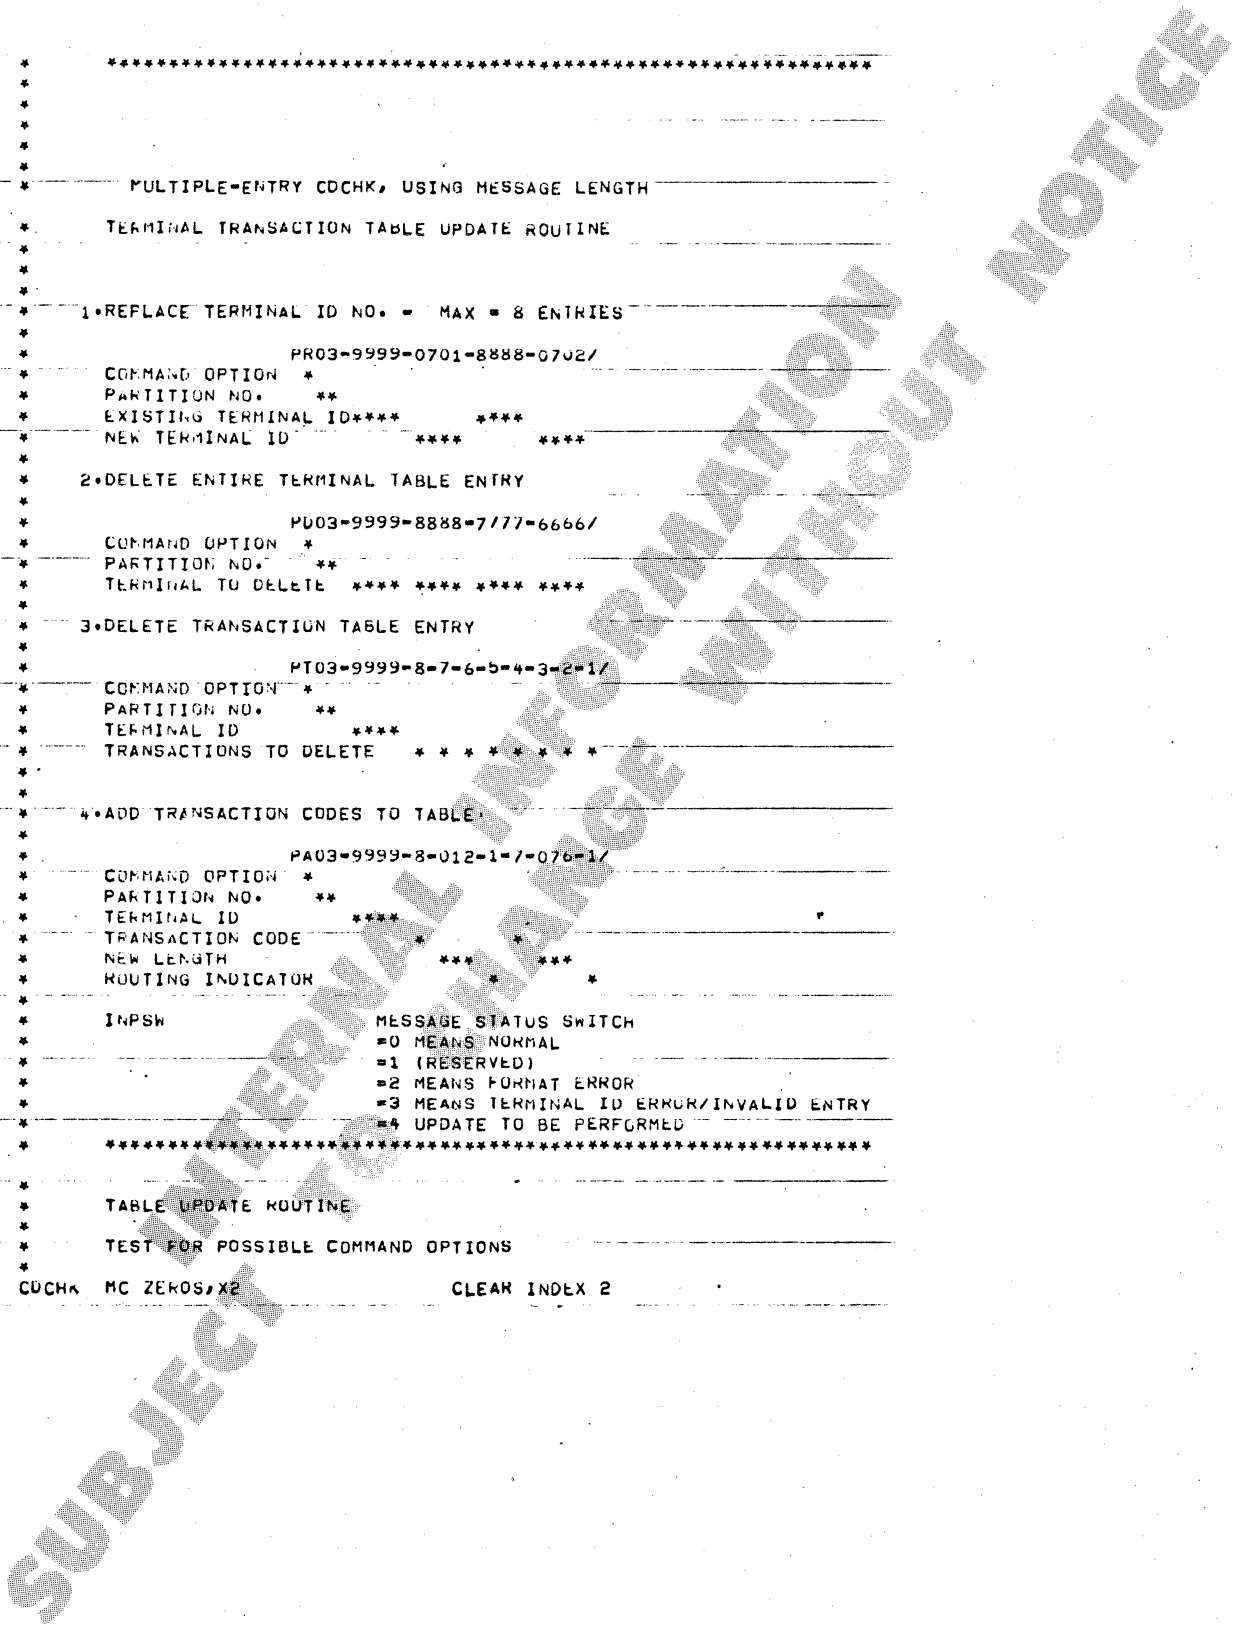 * **************************************************************
*
*
*
*
*
* MULTIPLE-ENTRY CDCHK, USING MESSAGE LENGTH
* TERMINAL TRANSACTION TABLE UPDATE ROUTINE
*
*
*
* 1.REPLACE TERMINAL ID NO. - MAX = 8 ENTRIES
*
* PR03-9999-0701-8888-0702/
* COMMAND OPTION *
* PARTITION NO. **
* EXISTING TERMINAL ID**** ****
* NEW TERMINAL ID **** ****
*
* 2.DELETE ENTIRE TERMINAL TABLE ENTRY
*
* PD03-9999-8888-7777-6666/
* COMMAND OPTION *
* PARTITION NO. **
* TERMINAL TO DELETE **** **** **** ****
*
* 3.DELETE TRANSACTION TABLE ENTRY
*
* PT03-9999-8-7-6-5-4-3-2-1/
* COMMAND OPTION *
* PARTITION NO. **
* TERMINAL ID ****
* TRANSACTIONS TO DELETE * * * * * * * *
*
*
* 4.ADD TRANSACTION CODES TO TABLE.
*
* PA03-9999-8-012-1-7-076-1/
* COMMAND OPTION *
* PARTITION NO. **
* TERMINAL ID ****
* TRANSACTION CODE * *
* NEW LENGTH *** ***
* ROUTING INDICATOR * *
*
* INPSW MESSAGE STATUS SWITCH
* =0 MEANS NORMAL
* =1 (RESERVED)
* =2 MEANS FORMAT ERROR
* =3 MEANS TERMINAL ID ERROR/INVALID ENTRY
* =4 UPDATE TO BE PERFORMED
* **************************************************************
*
* TABLE UPDATE ROUTINE
*
* TEST FOR POSSIBLE COMMAND OPTIONS
*
CDCHK MC ZEROS,X2 CLEAR INDEX 2
INTERNAL INFORMATION
SUBJECT TO CHANGE WITHOUT NOTICE